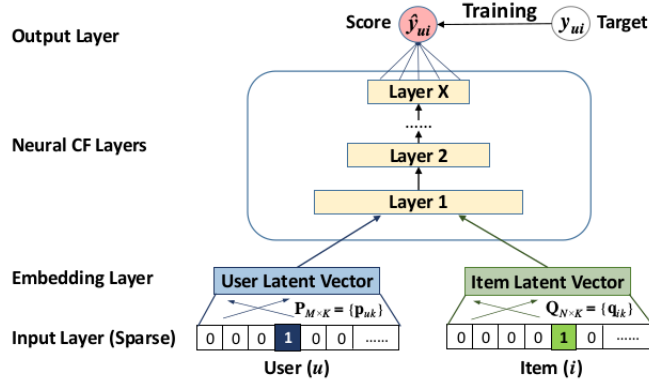 Output Layer
Score ŷui Training yui Target
Layer X
......
Neural CF Layers
Layer 2
Layer 1
Embedding Layer
User Latent Vector
Item Latent Vector
P_{M×K} = {p_{uk}}
Q_{N×K} = {q_{ik}}
Input Layer (Sparse)
0 0 0 1 0 0 ......
0 0 0 0 1 0 ......
User (u)
Item (i)